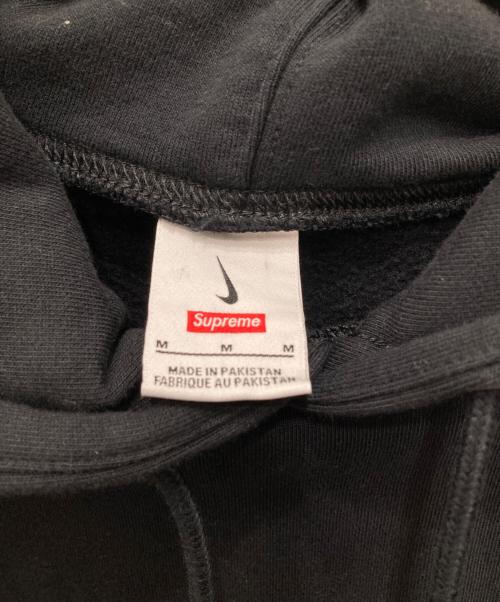 Supreme
M M M
MADE IN PAKISTAN
FABRIQUE AU PAKISTAN